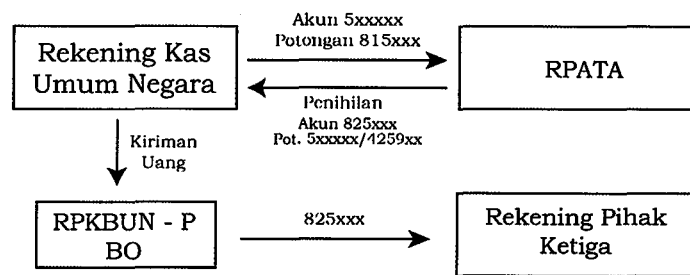 Akun 5xxxxx
Potongan 815xxx
Rekening Kas
Umum Negara
RPATA
Penihilan
Akun 825xxx
Pot. 5xxxxx/4259xx
Kiriman
Uang
RPKBUN - P
BO
825xxx
Rekening Pihak
Ketiga